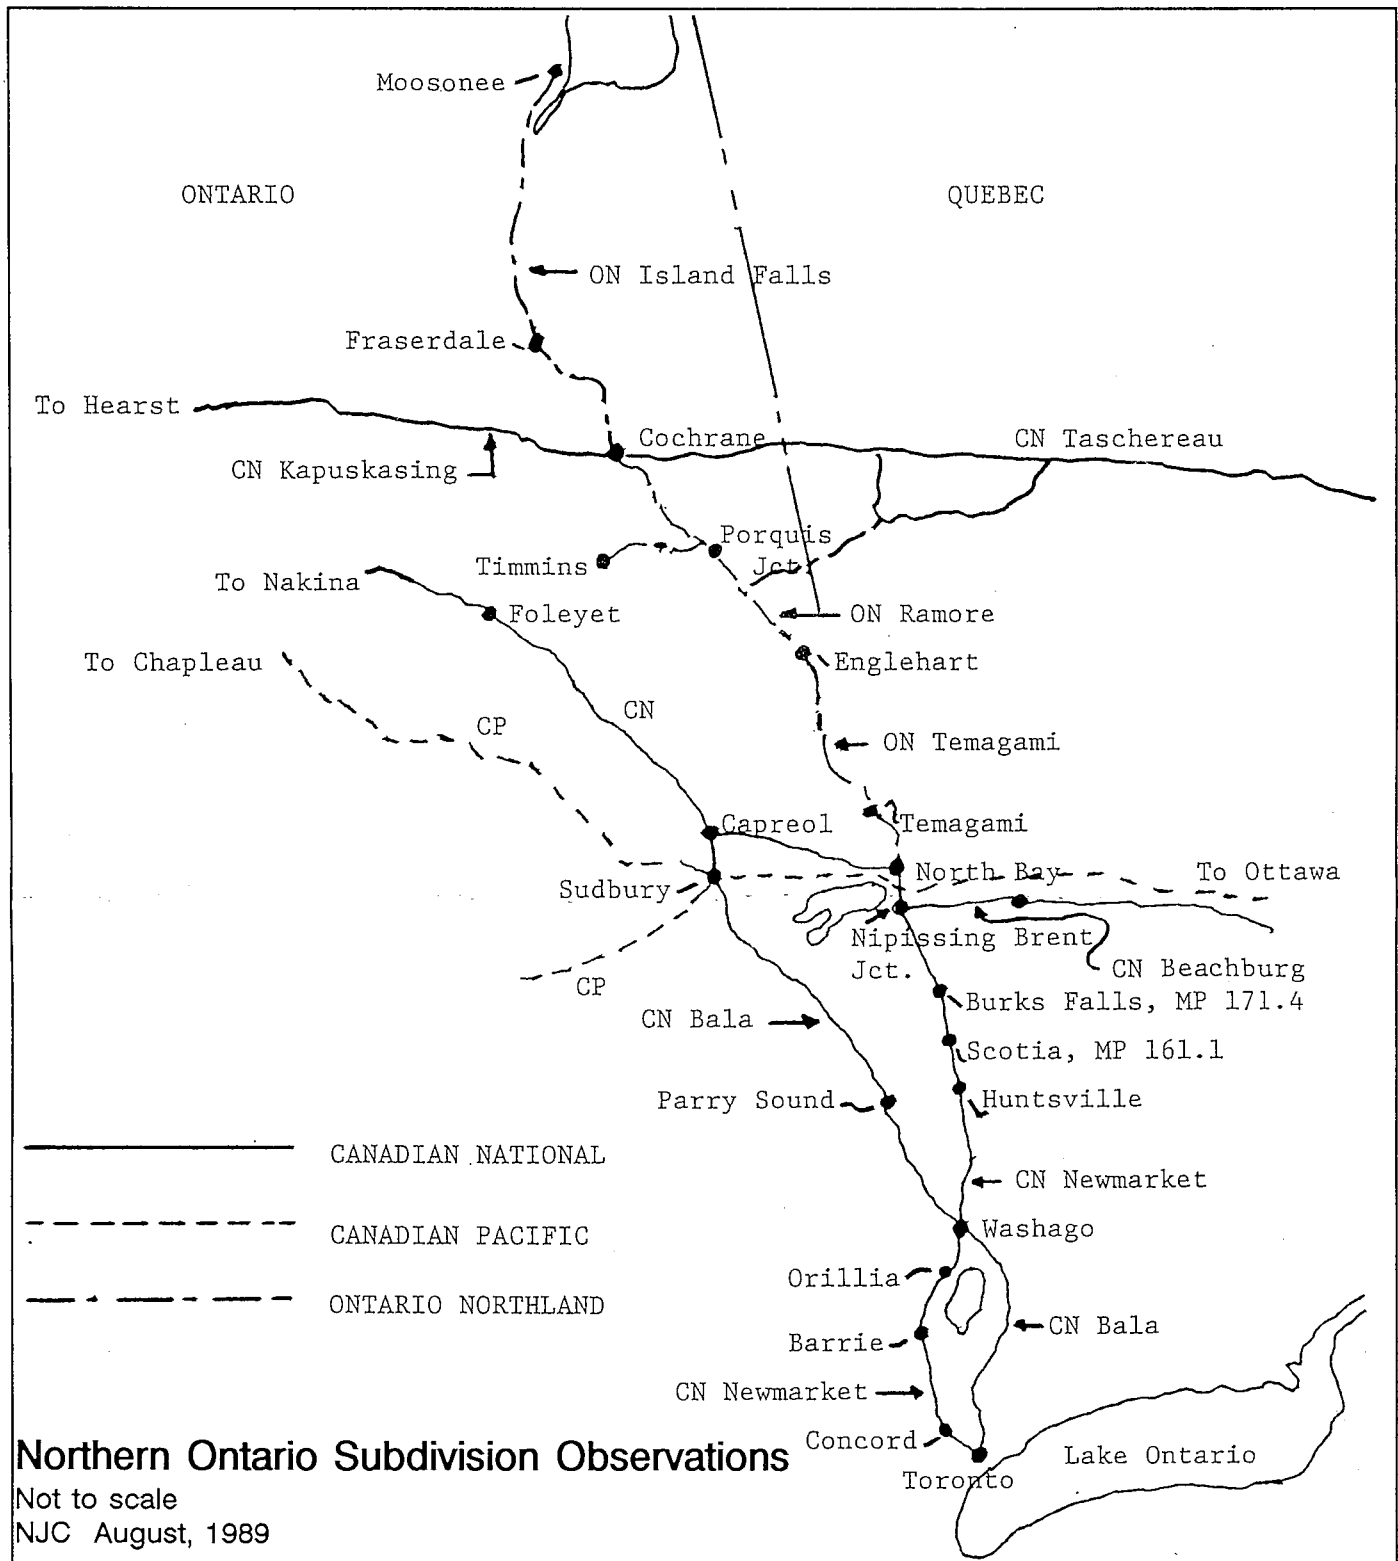 Moosonee
ONTARIO
QUEBEC
ON Island Falls
Fraserdale
To Hearst
Cochrane
CN Taschereau
CN Kapuskasing
Porquis
Jct.
Timmins
To Nakina
Foleyet
ON Ramore
To Chapleau
Englehart
CN
CP
ON Temagami
Capreol
Temagami
North Bay
To Ottawa
Sudbury
Nipissing
Jct.
Brent
CN Beachburg
CP
Burks Falls, MP 171.4
CN Bala
Scotia, MP 161.1
Parry Sound
Huntsville
CANADIAN NATIONAL
CN Newmarket
CANADIAN PACIFIC
Washago
Orillia
ONTARIO NORTHLAND
CN Bala
Barrie
CN Newmarket
Concord
Lake Ontario
Toronto
Northern Ontario Subdivision Observations
Not to scale
NJC August, 1989